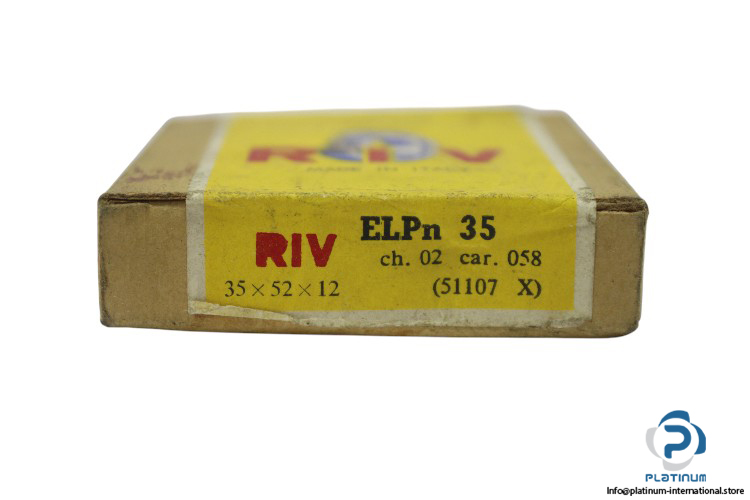 RIV
MADE IN ITALY
RIV
ELPn 35
ch. 02 car. 058
35 × 52 × 12
(51107 X)
PLATINUM
Info@platinum-international.store